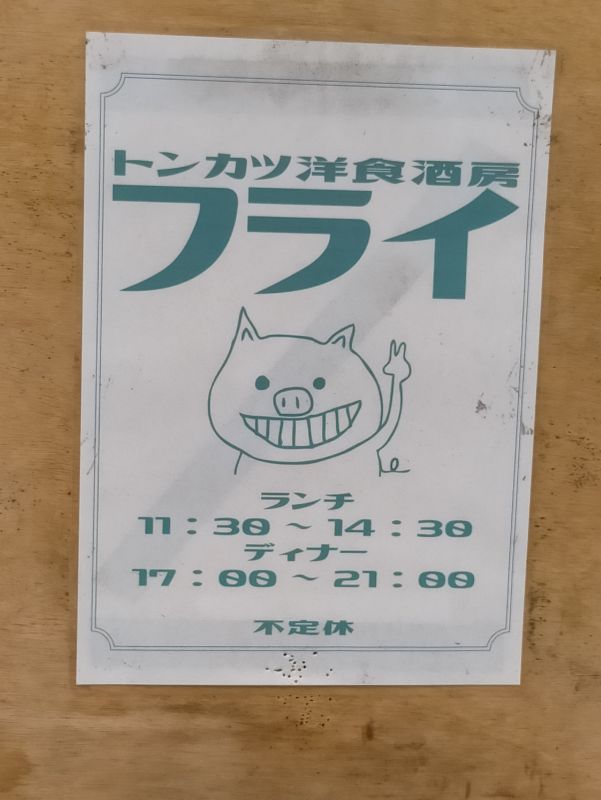 トンカツ洋食酒房
フライ
ランチ
11：30～14：30
ディナー
17：00～21：00
不定休